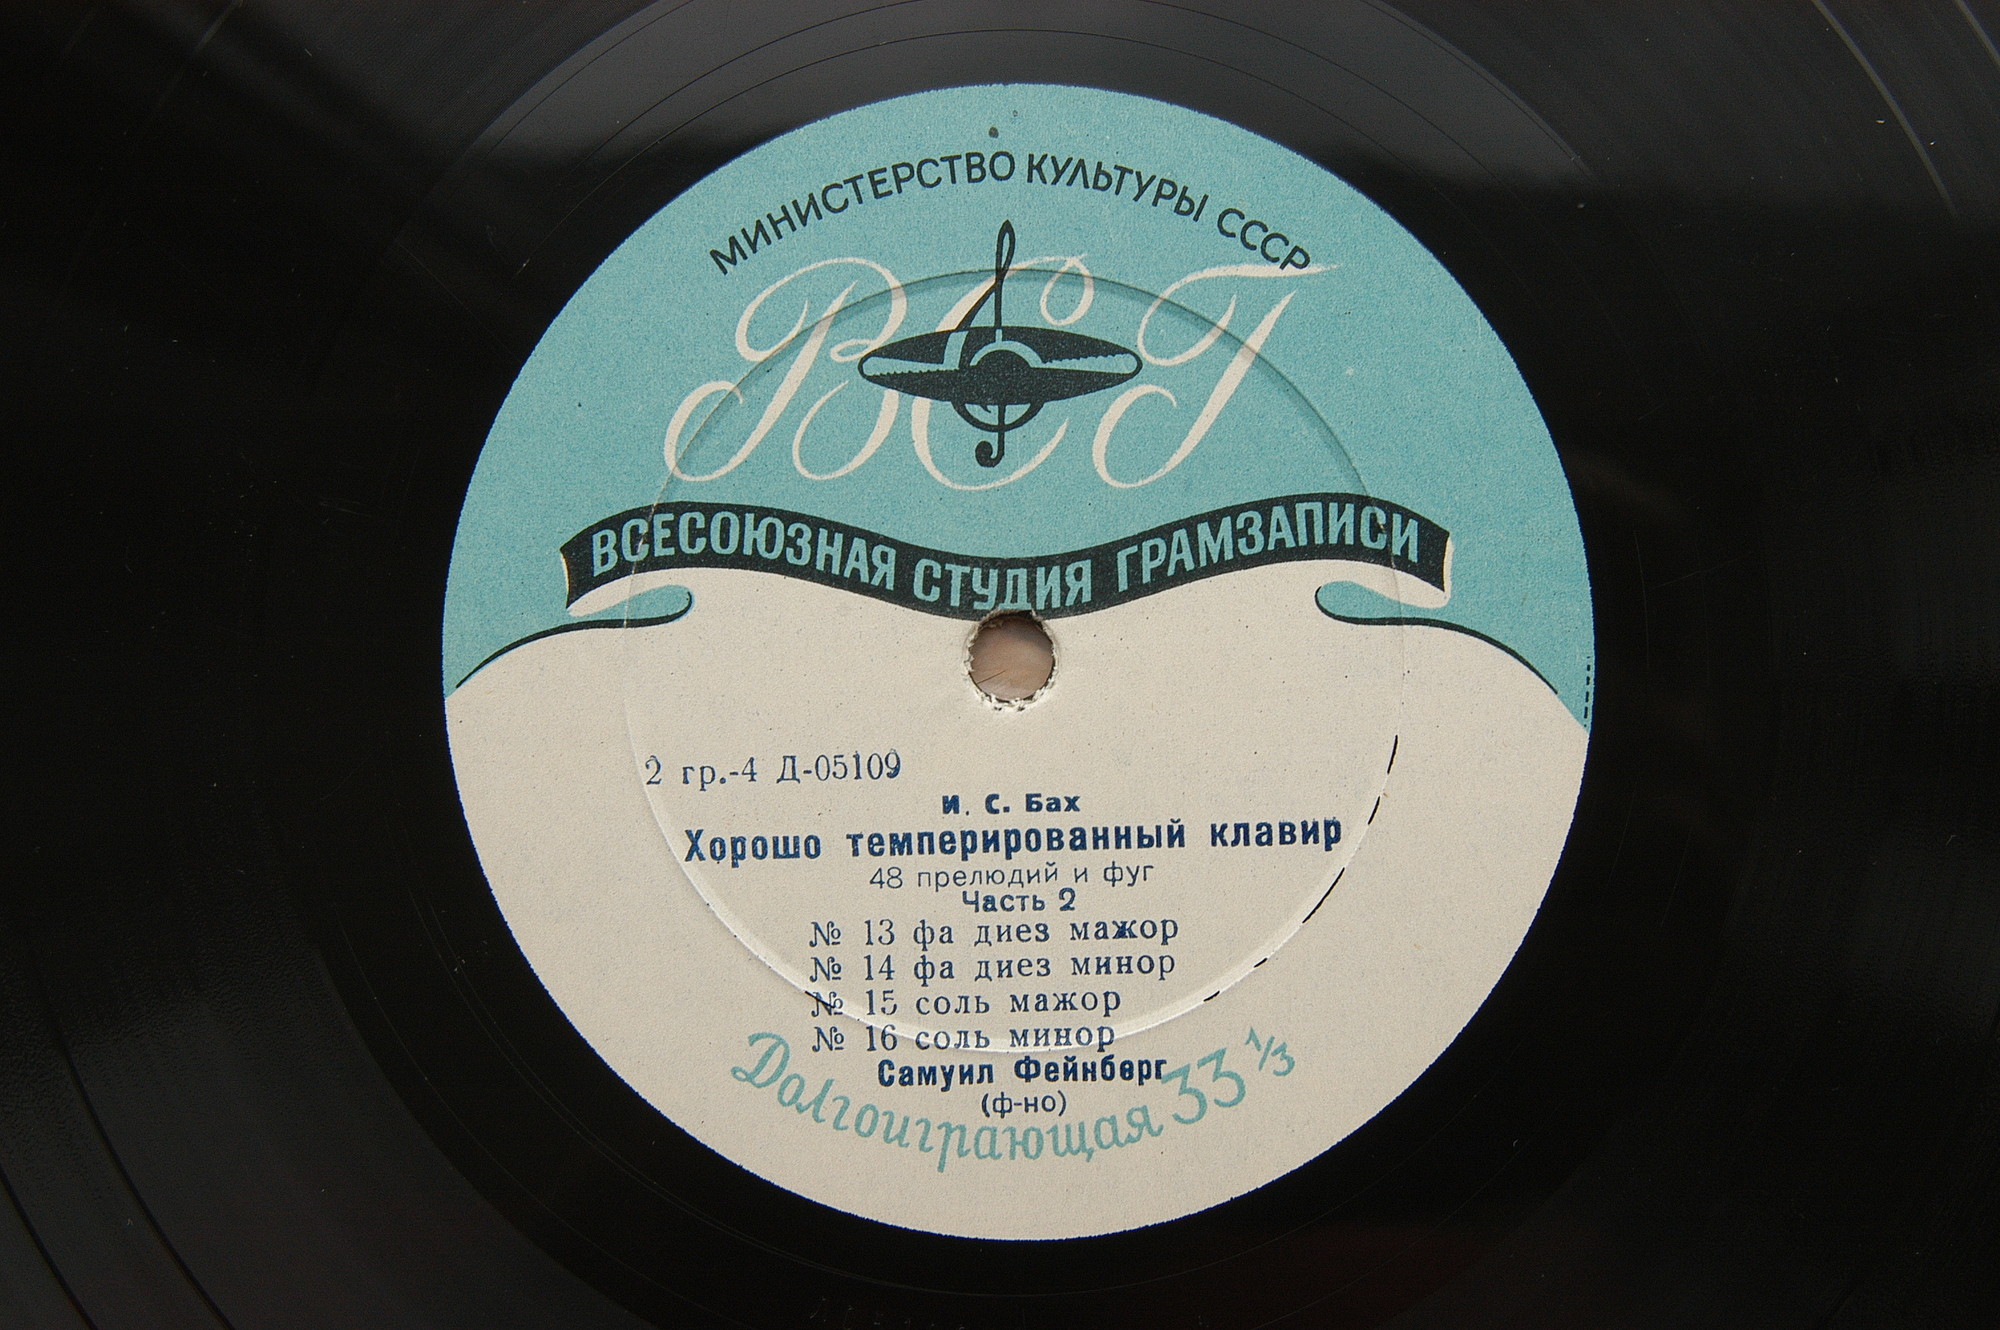 МИНИСТЕРСТВО КУЛЬТУРЫ СССР
ВСГ
ВСЕСОЮЗНАЯ СТУДИЯ ГРАМЗАПИСИ
2 гр.-4 Д-05109
И. С. Бах
Хорошо темперированный клавир
48 прелюдий и фуг
Часть 2
№ 13 фа диез мажор
№ 14 фа диез минор
№ 15 соль мажор
№ 16 соль минор
Самуил Фейнберг
(ф-но)
Долгоиграющая 33 1/3